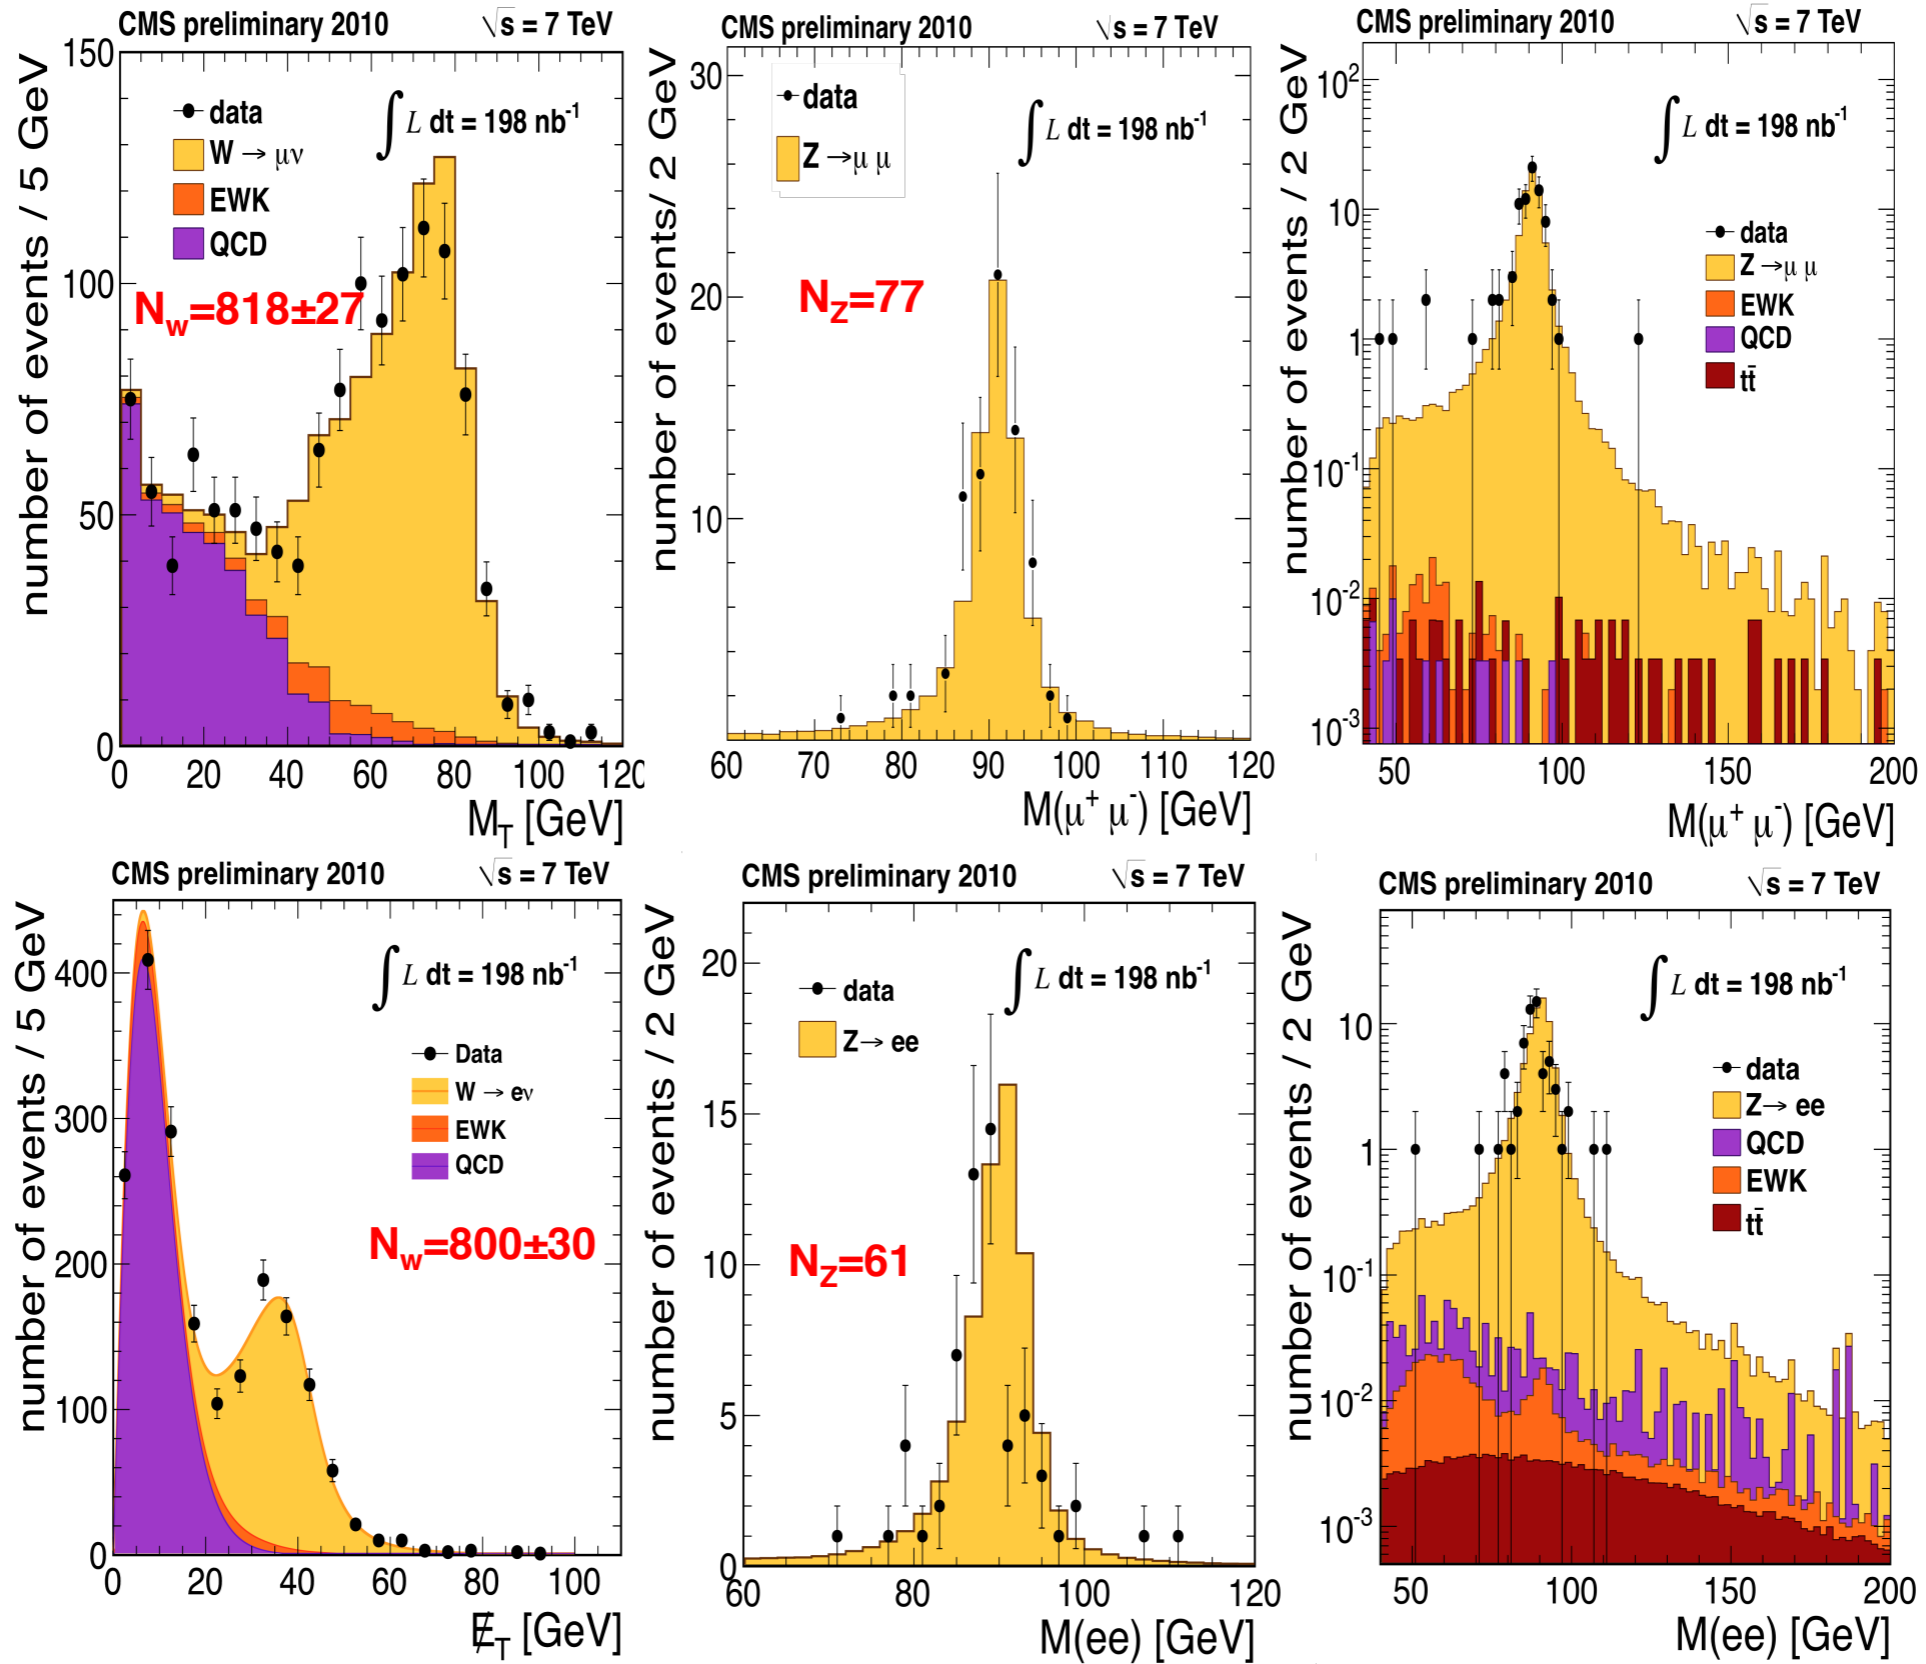 CMS preliminary 2010 √s = 7 TeV
number of events / 5 GeV
150
100
50
0
data
W → μν
EWK
QCD
∫ L dt = 198 nb⁻¹
N_w=818±27
0 20 40 60 80 100 120
M_T [GeV]
CMS preliminary 2010 √s = 7 TeV
number of events/ 2 GeV
30
20
10
data
Z →μ μ
∫ L dt = 198 nb⁻¹
N_Z=77
60 70 80 90 100 110 120
M(μ⁺ μ⁻) [GeV]
CMS preliminary 2010 √s = 7 TeV
number of events / 2 GeV
10²
10
1
10⁻¹
10⁻²
10⁻³
∫ L dt = 198 nb⁻¹
data
Z →μ μ
EWK
QCD
tt̄
50 100 150 200
M(μ⁺ μ⁻) [GeV]
CMS preliminary 2010 √s = 7 TeV
number of events / 5 GeV
400
300
200
100
0
∫ L dt = 198 nb⁻¹
Data
W → eν
EWK
QCD
N_w=800±30
0 20 40 60 80 100
E̸_T [GeV]
CMS preliminary 2010 √s = 7 TeV
number of events / 2 GeV
20
15
10
5
0
data
Z→ ee
∫ L dt = 198 nb⁻¹
N_Z=61
60 80 100 120
M(ee) [GeV]
CMS preliminary 2010 √s = 7 TeV
number of events / 2 GeV
10
1
10⁻¹
10⁻²
10⁻³
∫ L dt = 198 nb⁻¹
data
Z→ ee
QCD
EWK
tt̄
50 100 150 200
M(ee) [GeV]